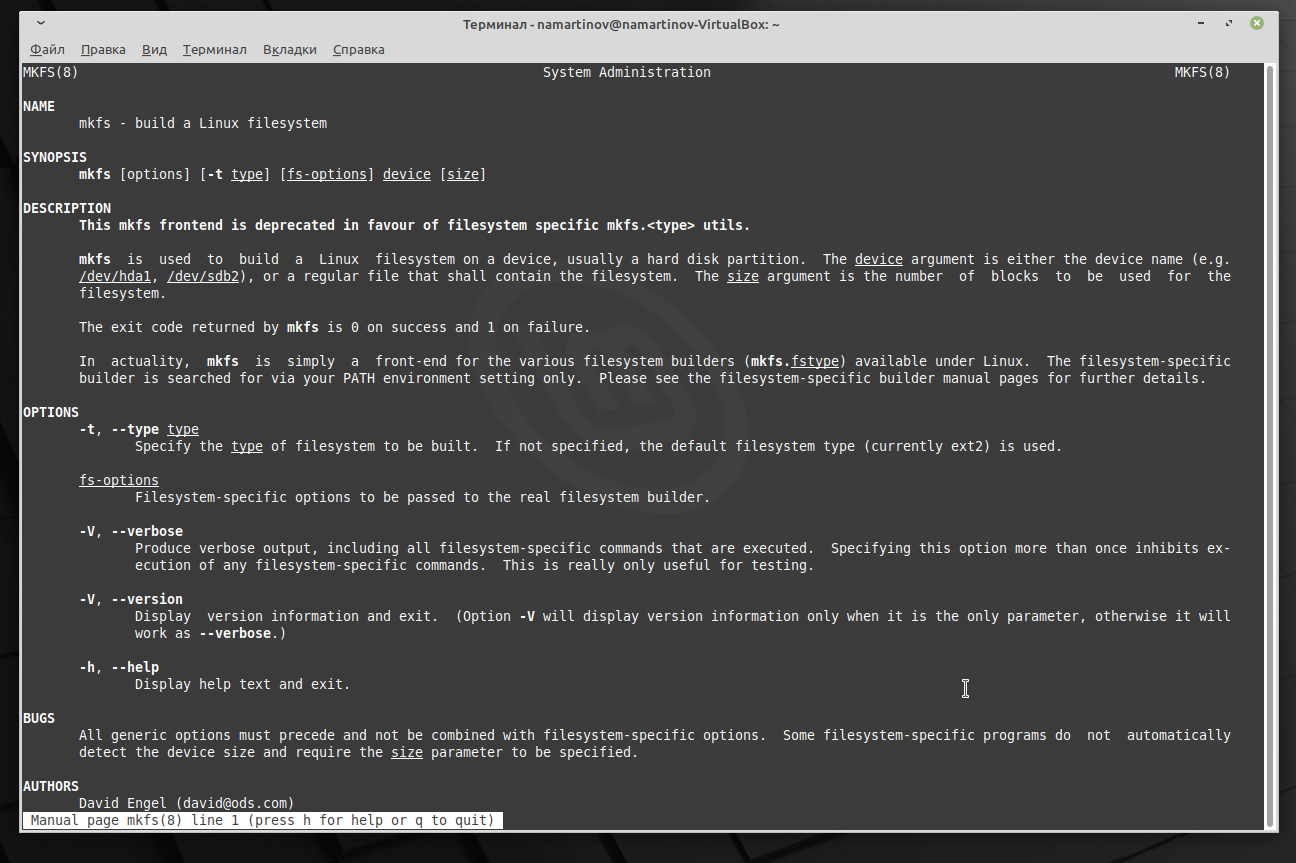 Терминал - namartinov@namartinov-VirtualBox: ~
Файл Правка Вид Терминал Вкладки Справка
MKFS(8) System Administration MKFS(8)
NAME
mkfs - build a Linux filesystem
SYNOPSIS
mkfs [options] [-t type] [fs-options] device [size]
DESCRIPTION
This mkfs frontend is deprecated in favour of filesystem specific mkfs.<type> utils.
mkfs is used to build a Linux filesystem on a device, usually a hard disk partition. The device argument is either the device name (e.g.
/dev/hda1, /dev/sdb2), or a regular file that shall contain the filesystem. The size argument is the number of blocks to be used for the
filesystem.
The exit code returned by mkfs is 0 on success and 1 on failure.
In actuality, mkfs is simply a front-end for the various filesystem builders (mkfs.fstype) available under Linux. The filesystem-specific
builder is searched for via your PATH environment setting only. Please see the filesystem-specific builder manual pages for further details.
OPTIONS
-t, --type type
Specify the type of filesystem to be built. If not specified, the default filesystem type (currently ext2) is used.
fs-options
Filesystem-specific options to be passed to the real filesystem builder.
-V, --verbose
Produce verbose output, including all filesystem-specific commands that are executed. Specifying this option more than once inhibits ex-
ecution of any filesystem-specific commands. This is really only useful for testing.
-V, --version
Display version information and exit. (Option -V will display version information only when it is the only parameter, otherwise it will
work as --verbose.)
-h, --help
Display help text and exit.
BUGS
All generic options must precede and not be combined with filesystem-specific options. Some filesystem-specific programs do not automatically
detect the device size and require the size parameter to be specified.
AUTHORS
David Engel (david@ods.com)
Manual page mkfs(8) line 1 (press h for help or q to quit)